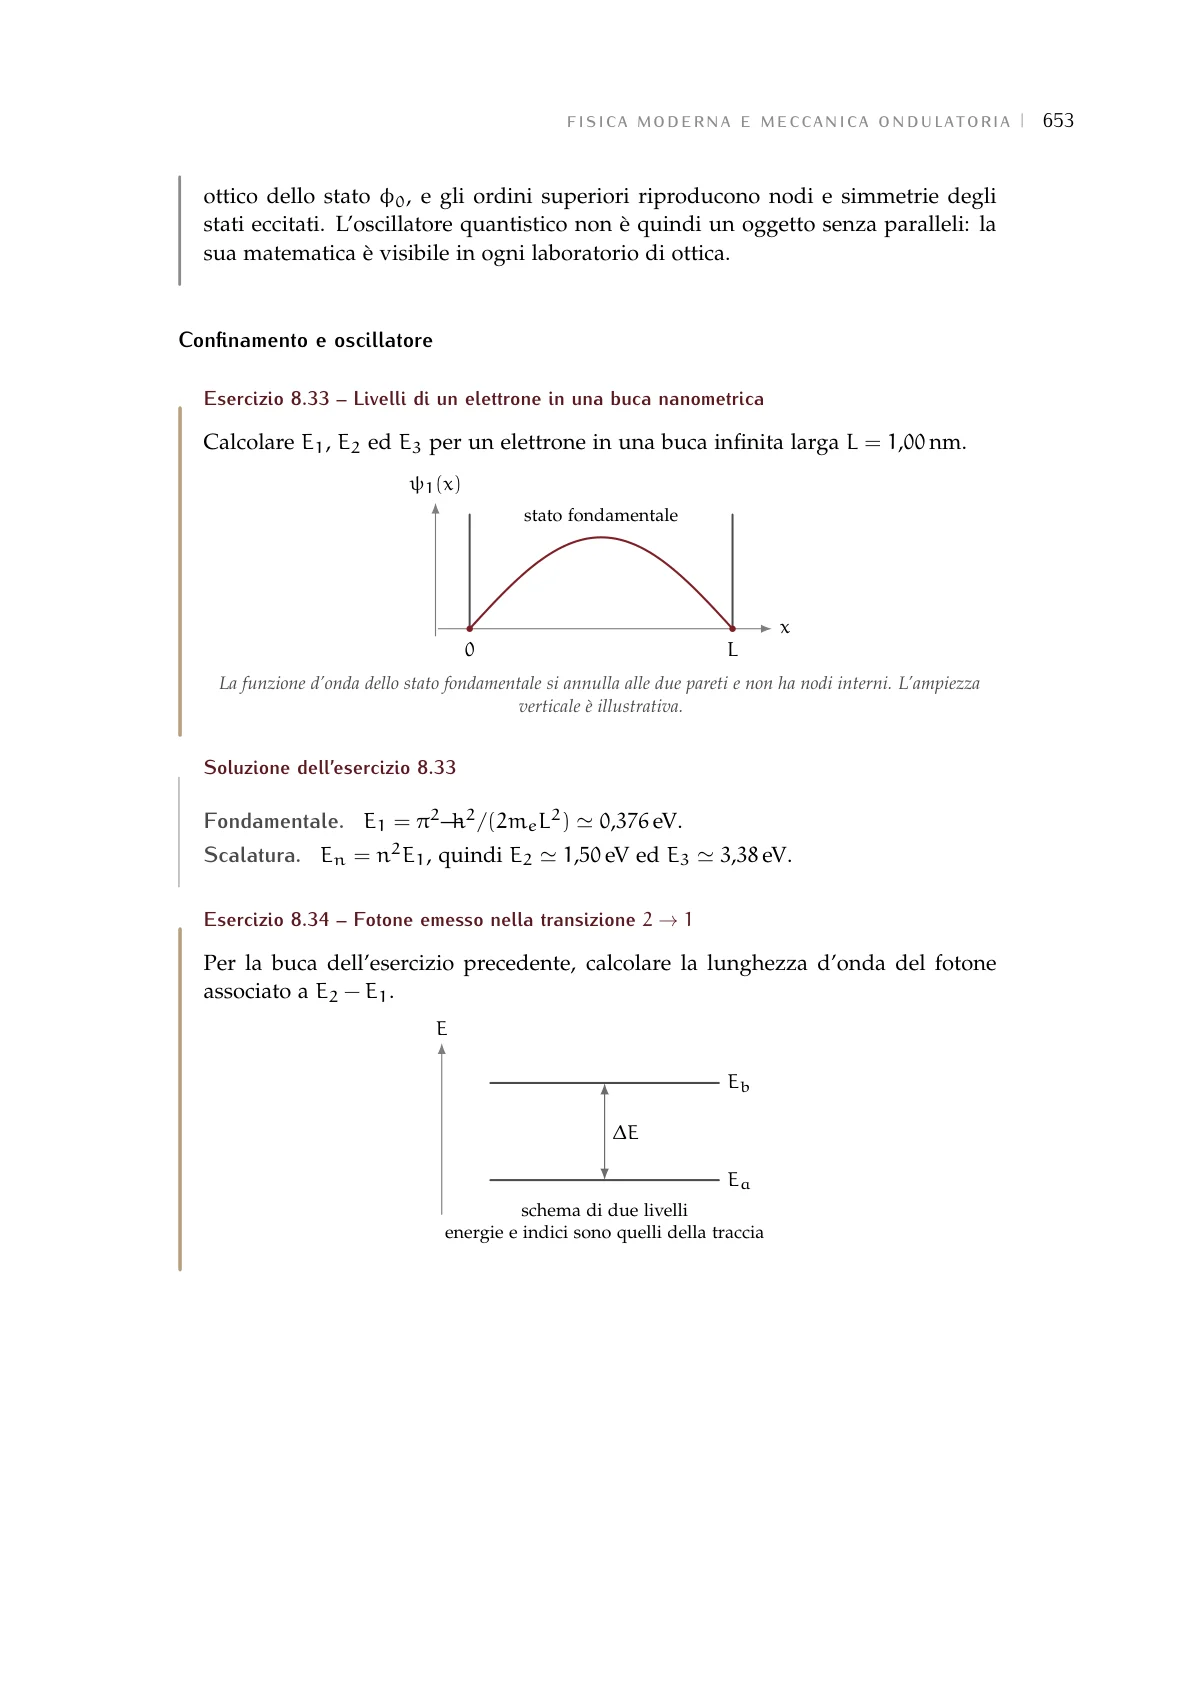 FISICA MODERNA E MECCANICA ONDULATORIA | 653
ottico dello stato ϕ₀, e gli ordini superiori riproducono nodi e simmetrie degli
stati eccitati. L'oscillatore quantistico non è quindi un oggetto senza paralleli: la
sua matematica è visibile in ogni laboratorio di ottica.
Confinamento e oscillatore
Esercizio 8.33 – Livelli di un elettrone in una buca nanometrica
Calcolare E₁, E₂ ed E₃ per un elettrone in una buca infinita larga L = 1,00 nm.
ψ₁(x)
stato fondamentale
x
0 L
La funzione d'onda dello stato fondamentale si annulla alle due pareti e non ha nodi interni. L'ampiezza
verticale è illustrativa.
Soluzione dell'esercizio 8.33
Fondamentale. E₁ = π²ħ²/(2mₑL²) ≃ 0,376 eV.
Scalatura. Eₙ = n²E₁, quindi E₂ ≃ 1,50 eV ed E₃ ≃ 3,38 eV.
Esercizio 8.34 – Fotone emesso nella transizione 2 → 1
Per la buca dell'esercizio precedente, calcolare la lunghezza d'onda del fotone
associato a E₂ − E₁.
E
E_b
ΔE
E_a
schema di due livelli
energie e indici sono quelli della traccia